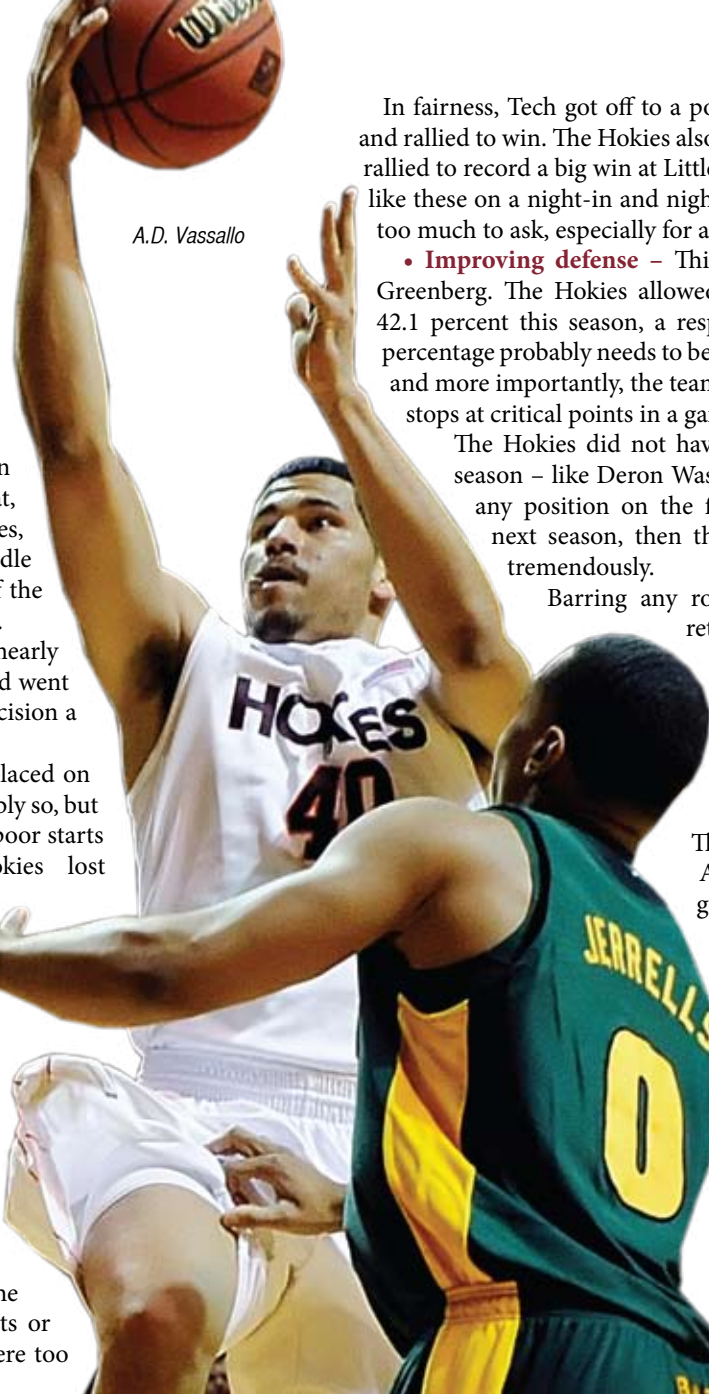 Wilson
A.D. Vassallo
n
at,
es,
dle
f the
nearly
d went
cision a
laced on
bly so, but
poor starts
okies lost
ne
ts or
ere too
In fairness, Tech got off to a po
and rallied to win. The Hokies also
rallied to record a big win at Little
like these on a night-in and nigh
too much to ask, especially for a
• Improving defense – Thi
Greenberg. The Hokies allowed
42.1 percent this season, a resp
percentage probably needs to be
and more importantly, the team
stops at critical points in a ga
The Hokies did not hav
season – like Deron Was
any position on the f
next season, then th
tremendously.
Barring any ro
ret
Th
A
g
HOKIES
40
JERRELLS
0